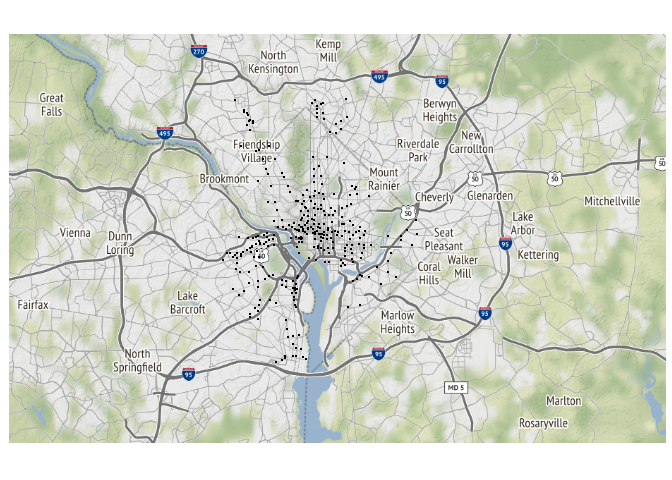 Kemp
Mill
270
North
Kensington
495
95
Great
Falls
Berwyn
Heights
495
Friendship
Village
Riverdale
Park
New
Carrollton
50
Brookmont
Mount
Rainier
50
50
Cheverly
Glenarden
Mitchellville
50
Vienna
Dunn
Loring
Seat
Pleasant
Lake
Arbor
95
Kettering
Walker
Mill
Coral
Hills
Fairfax
Lake
Barcroft
Marlow
Heights
95
North
Springfield
95
95
MD 5
Marlton
Rosaryville